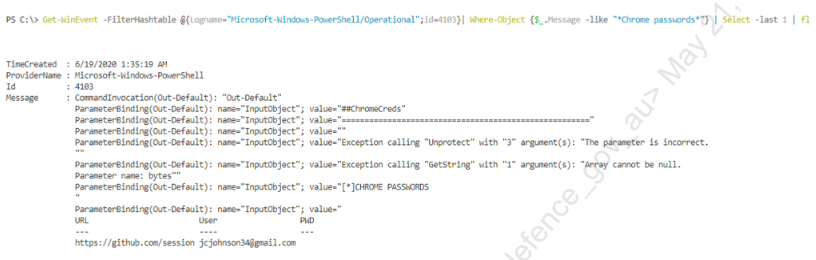 PS C:\> Get-WinEvent -FilterHashtable @{Logname="Microsoft-Windows-PowerShell/Operational";id=4103}| Where-Object {$_.Message -like "*Chrome passwords*"} | Select -last 1 | fl
TimeCreated : 6/19/2020 1:35:19 AM
ProviderName : Microsoft-Windows-PowerShell
Id : 4103
Message : CommandInvocation(Out-Default): "Out-Default"
ParameterBinding(Out-Default): name="InputObject"; value="##ChromeCreds"
ParameterBinding(Out-Default): name="InputObject"; value="======================================================"
ParameterBinding(Out-Default): name="InputObject"; value=""
ParameterBinding(Out-Default): name="InputObject"; value="Exception calling "Unprotect" with "3" argument(s): "The parameter is incorrect.
""
ParameterBinding(Out-Default): name="InputObject"; value="Exception calling "GetString" with "1" argument(s): "Array cannot be null.
Parameter name: bytes""
ParameterBinding(Out-Default): name="InputObject"; value="[*]CHROME PASSWORDS
"
ParameterBinding(Out-Default): name="InputObject"; value="
URL User PWD
--- ---- ---
https://github.com/session jcjohnson34@gmail.com
defence_gov_au> May 21,